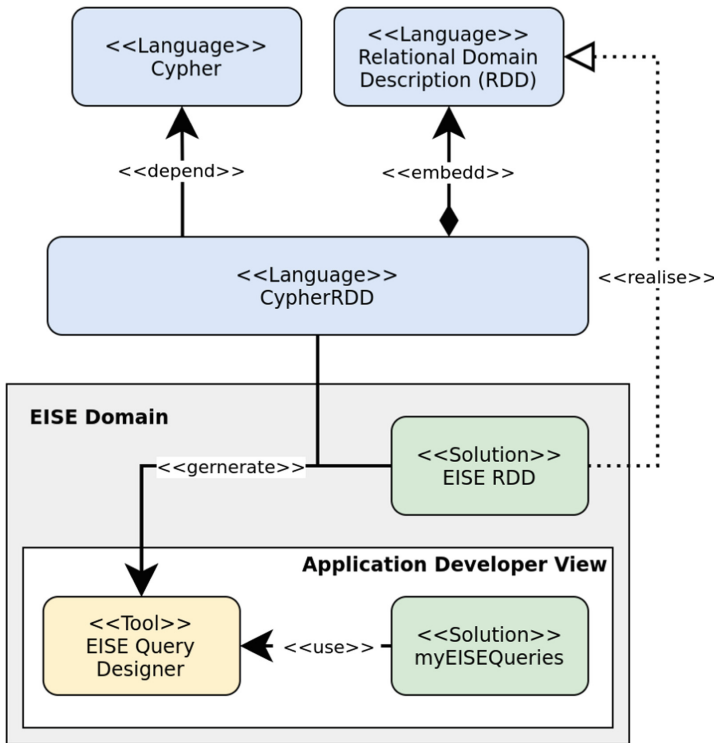 <<Language>>
Cypher
<<Language>>
Relational Domain
Description (RDD)
<<depend>>
<<embedd>>
<<Language>>
CypherRDD
<<realise>>
EISE Domain
<<Solution>>
EISE RDD
<<gernerate>>
Application Developer View
<<Tool>>
EISE Query
Designer
<<use>>
<<Solution>>
myEISEQueries